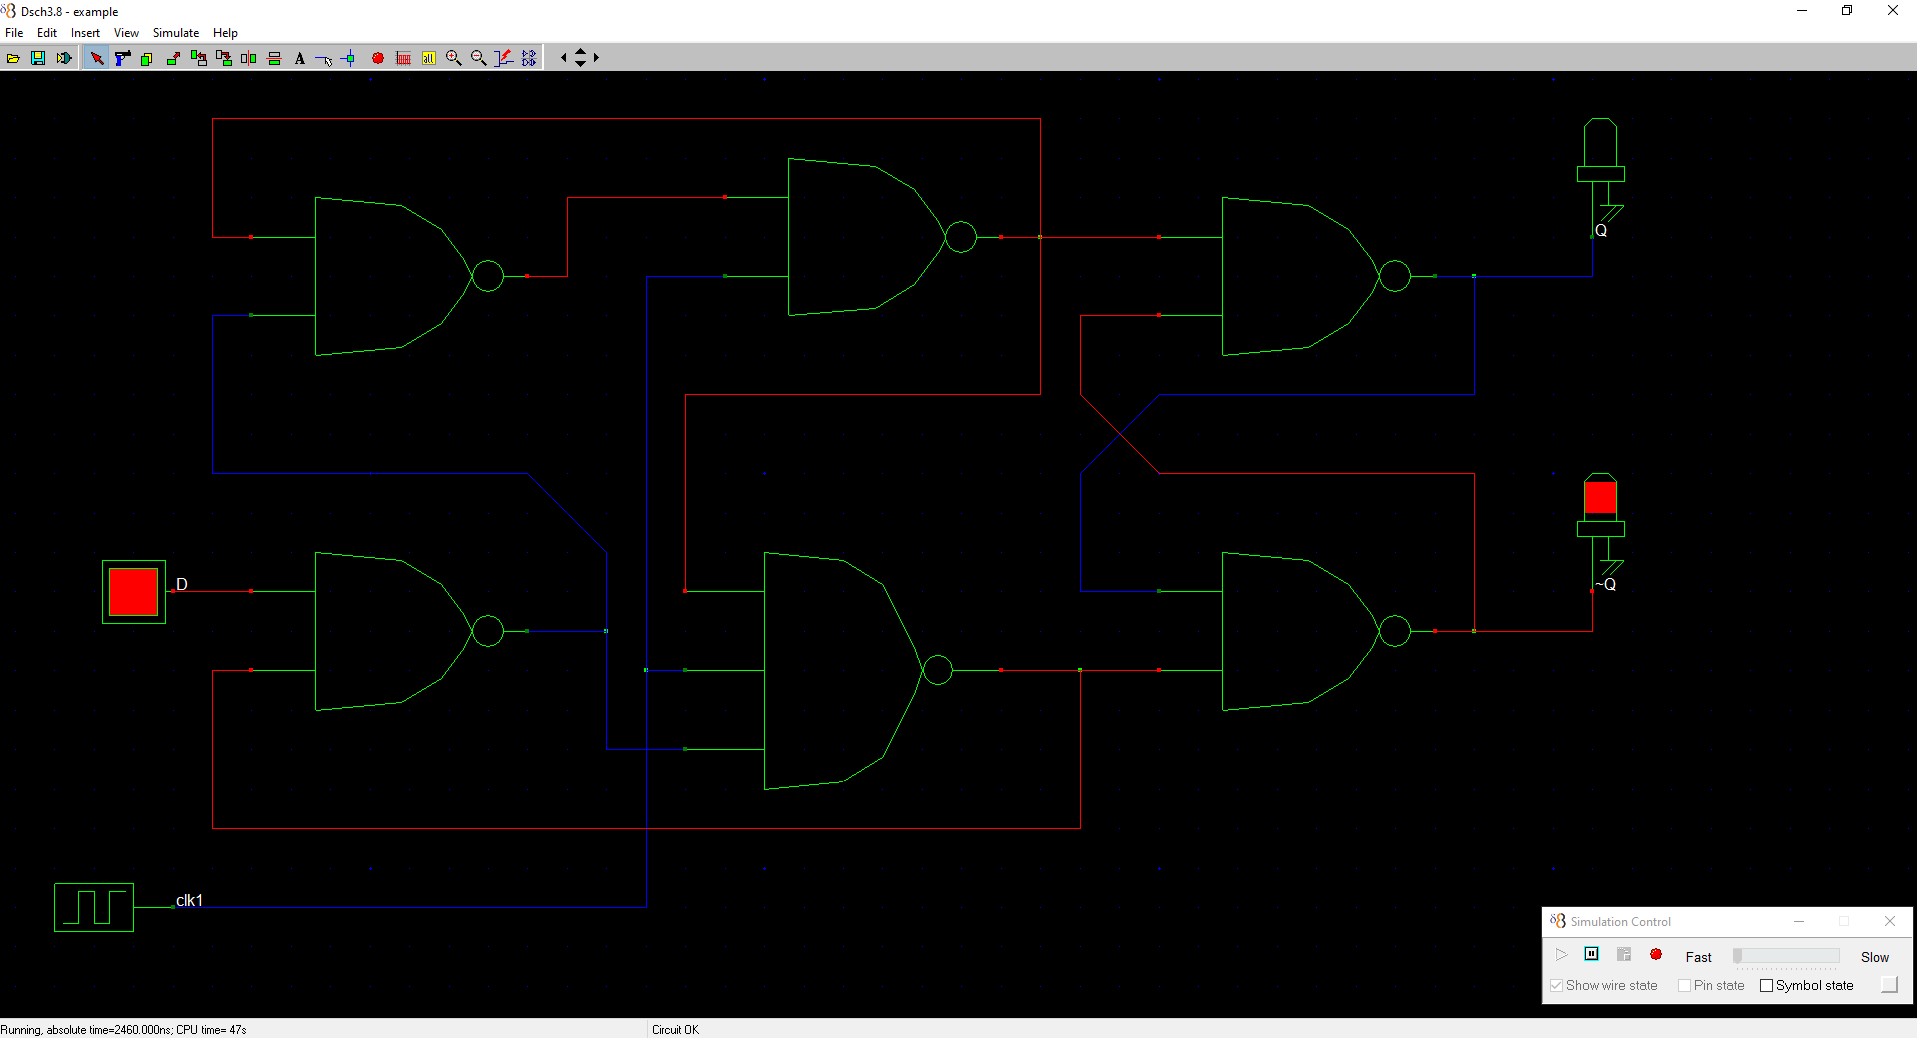 Dsch3.8 - example
File Edit Insert View Simulate Help
A
all
Q
D
~Q
clk1
Simulation Control
Fast Slow
Show wire state Pin state Symbol state
Running, absolute time=2460.000ns; CPU time= 47s Circuit OK